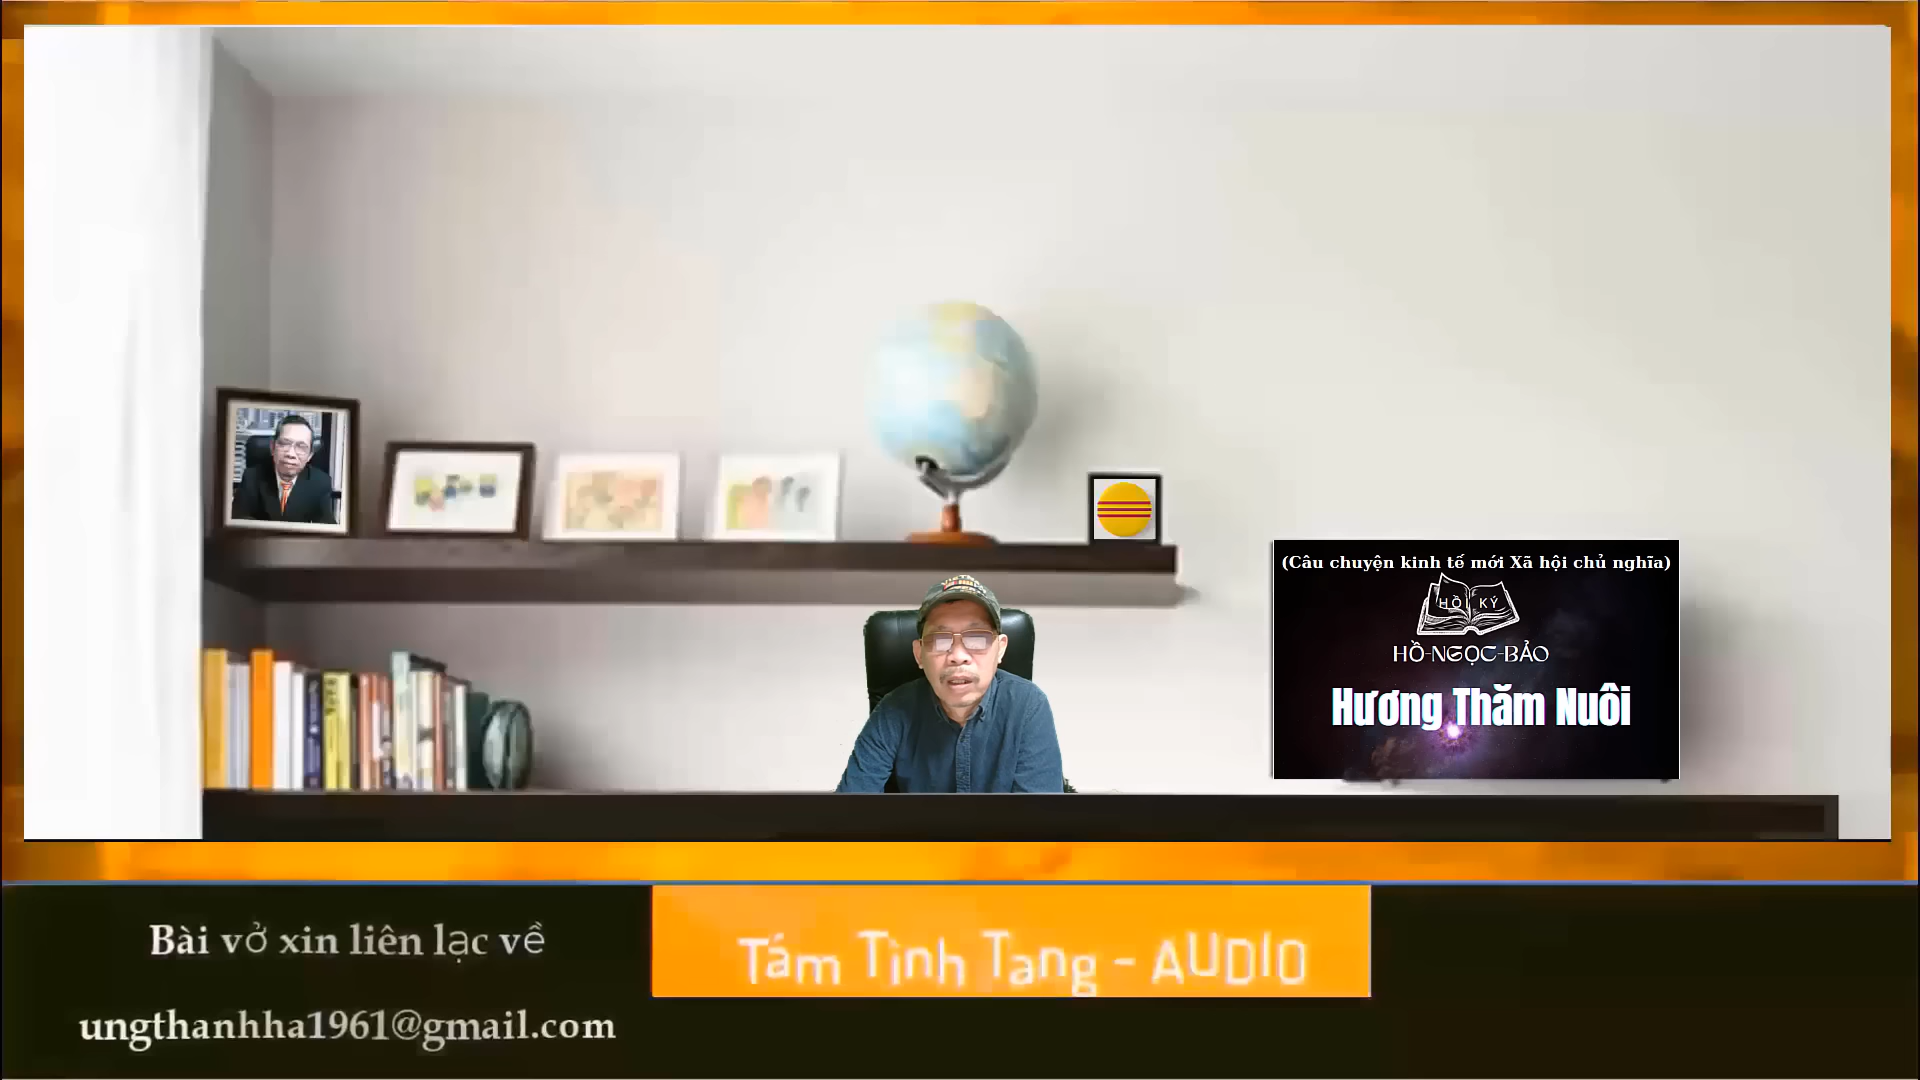 (Câu chuyện kinh tế mới Xã hội chủ nghĩa)
HỒI KÝ
HỒ-NGỌC-BẢO
Hương Thăm Nuôi
Bài vở xin liên lạc về
ungthanhha1961@gmail.com
Tám Tình Tang - AUDIO